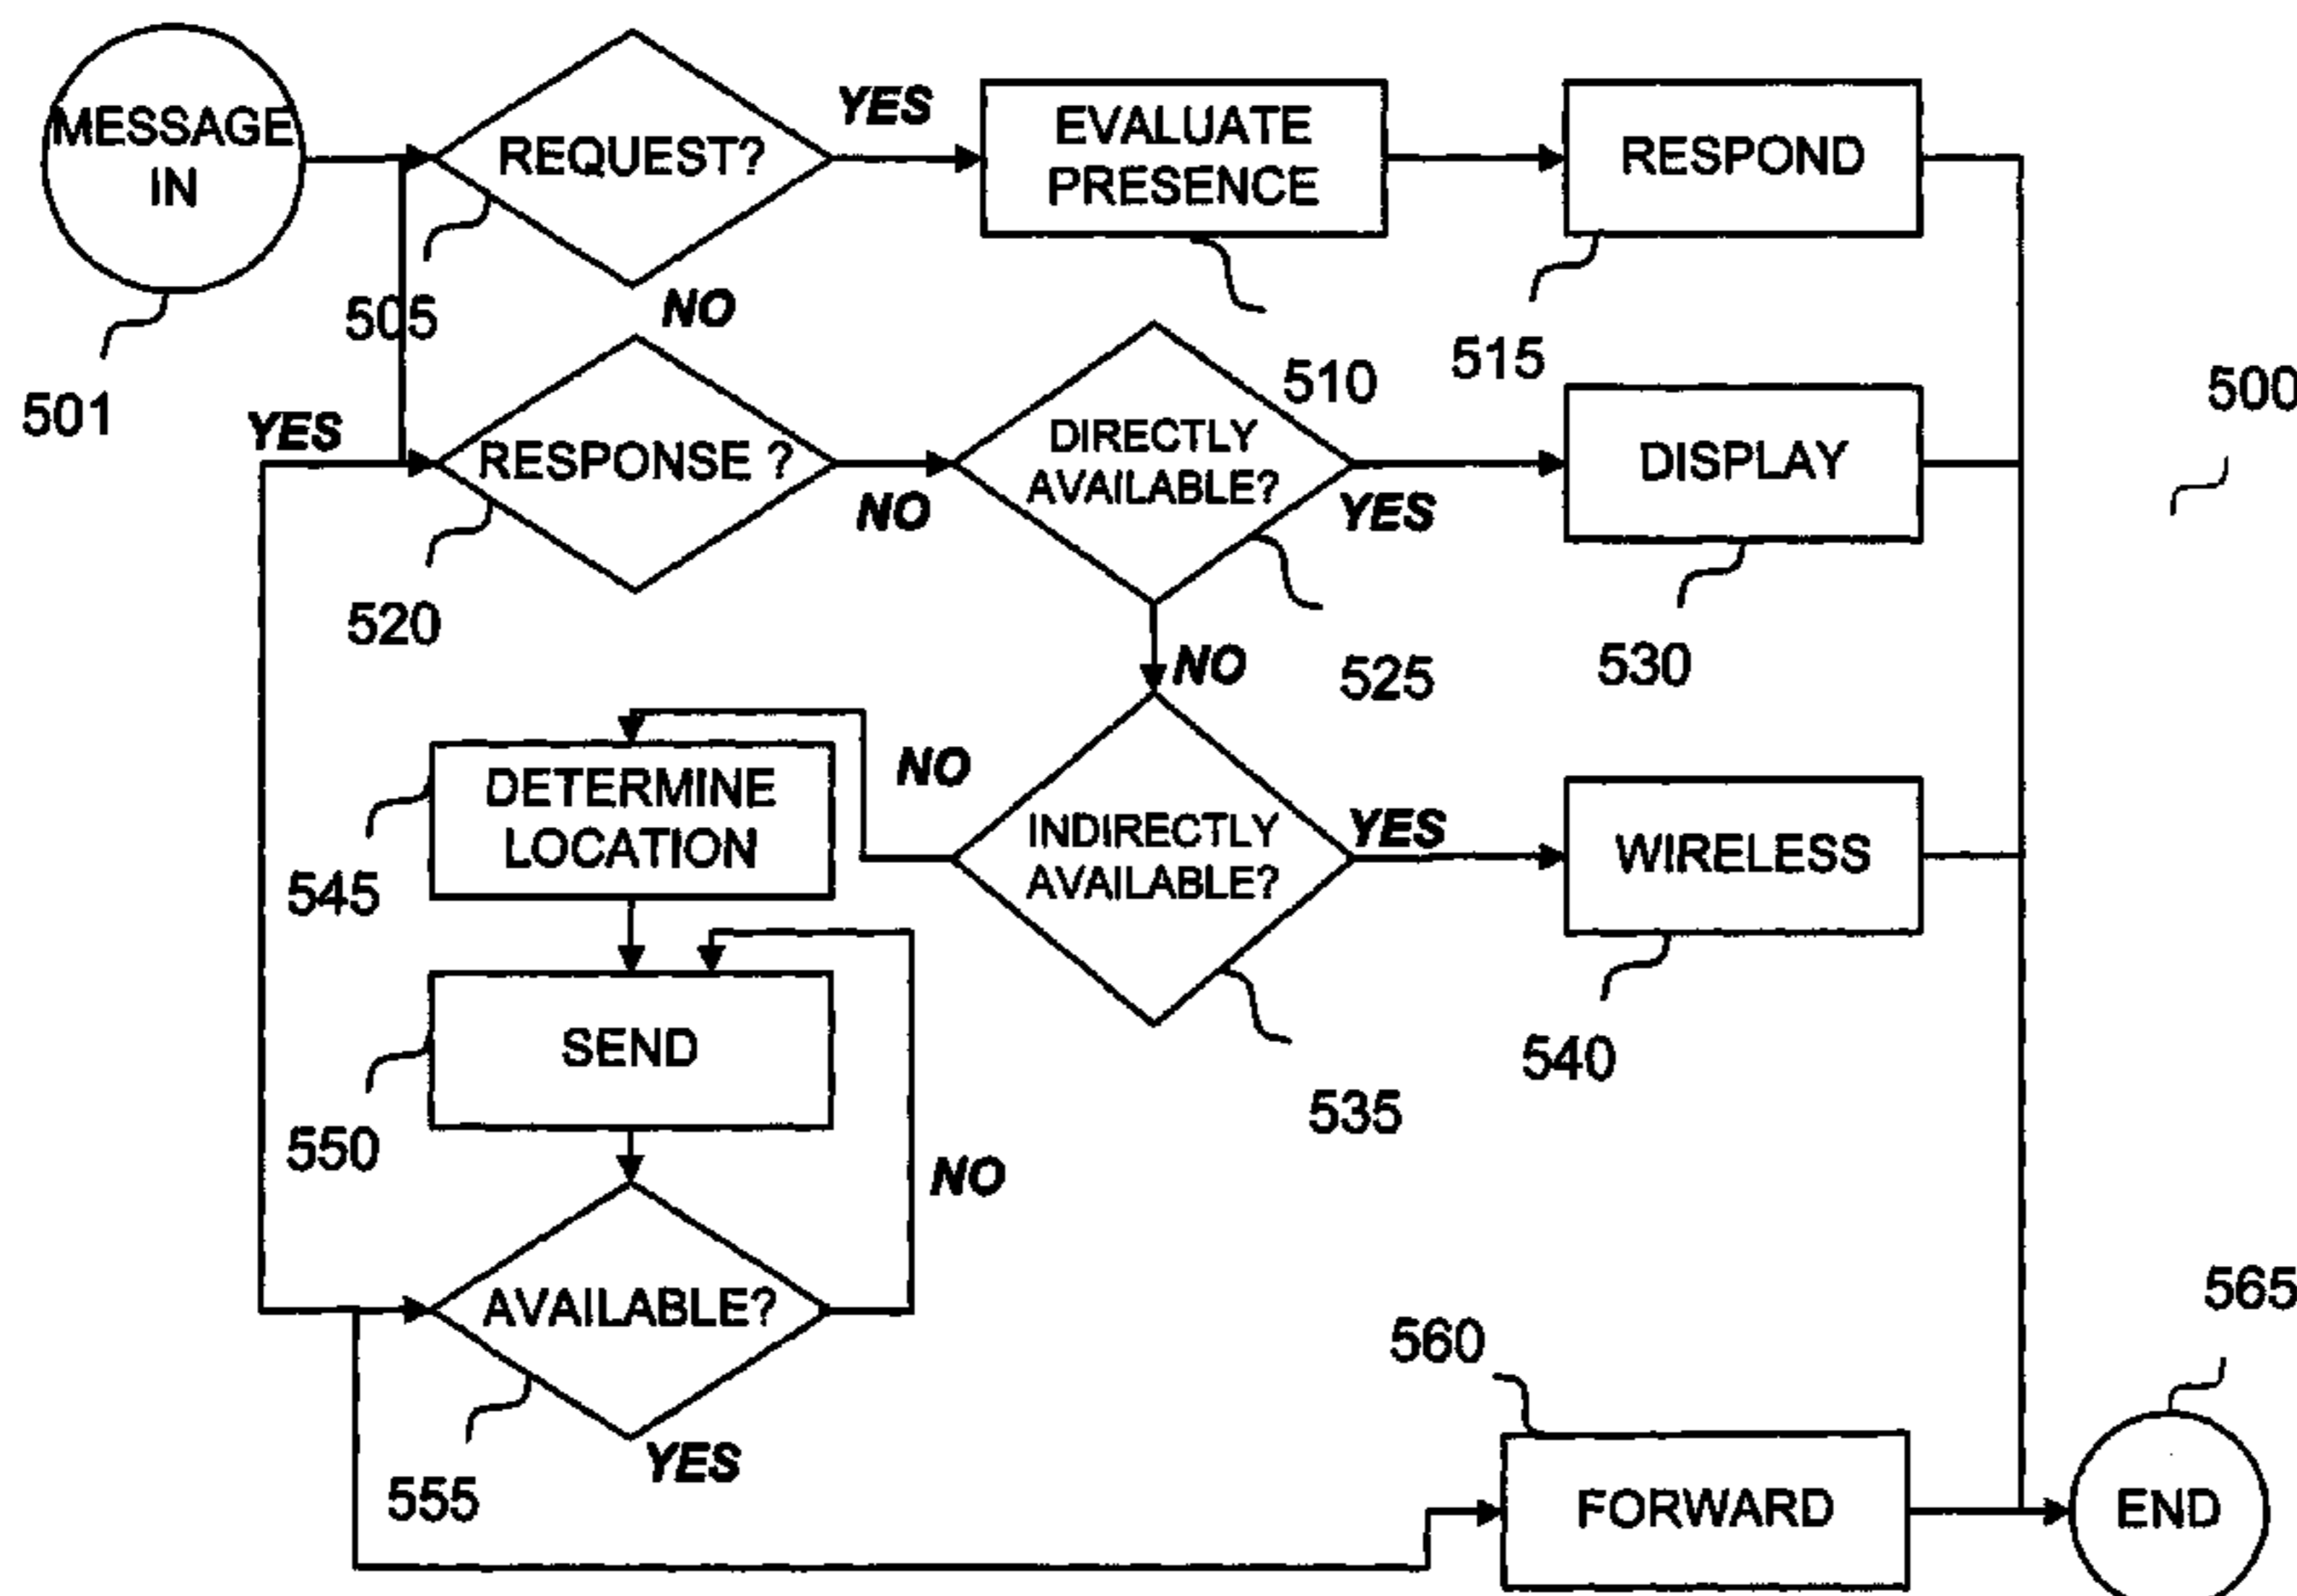 MESSAGE
IN
REQUEST?
YES
EVALUATE
PRESENCE
RESPOND
505
NO
501
510
515
500
YES
RESPONSE ?
NO
DIRECTLY
AVAILABLE?
YES
DISPLAY
520
NO
525
530
DETERMINE
LOCATION
NO
INDIRECTLY
AVAILABLE?
YES
WIRELESS
545
SEND
540
550
535
NO
AVAILABLE?
555
YES
560
565
FORWARD
END